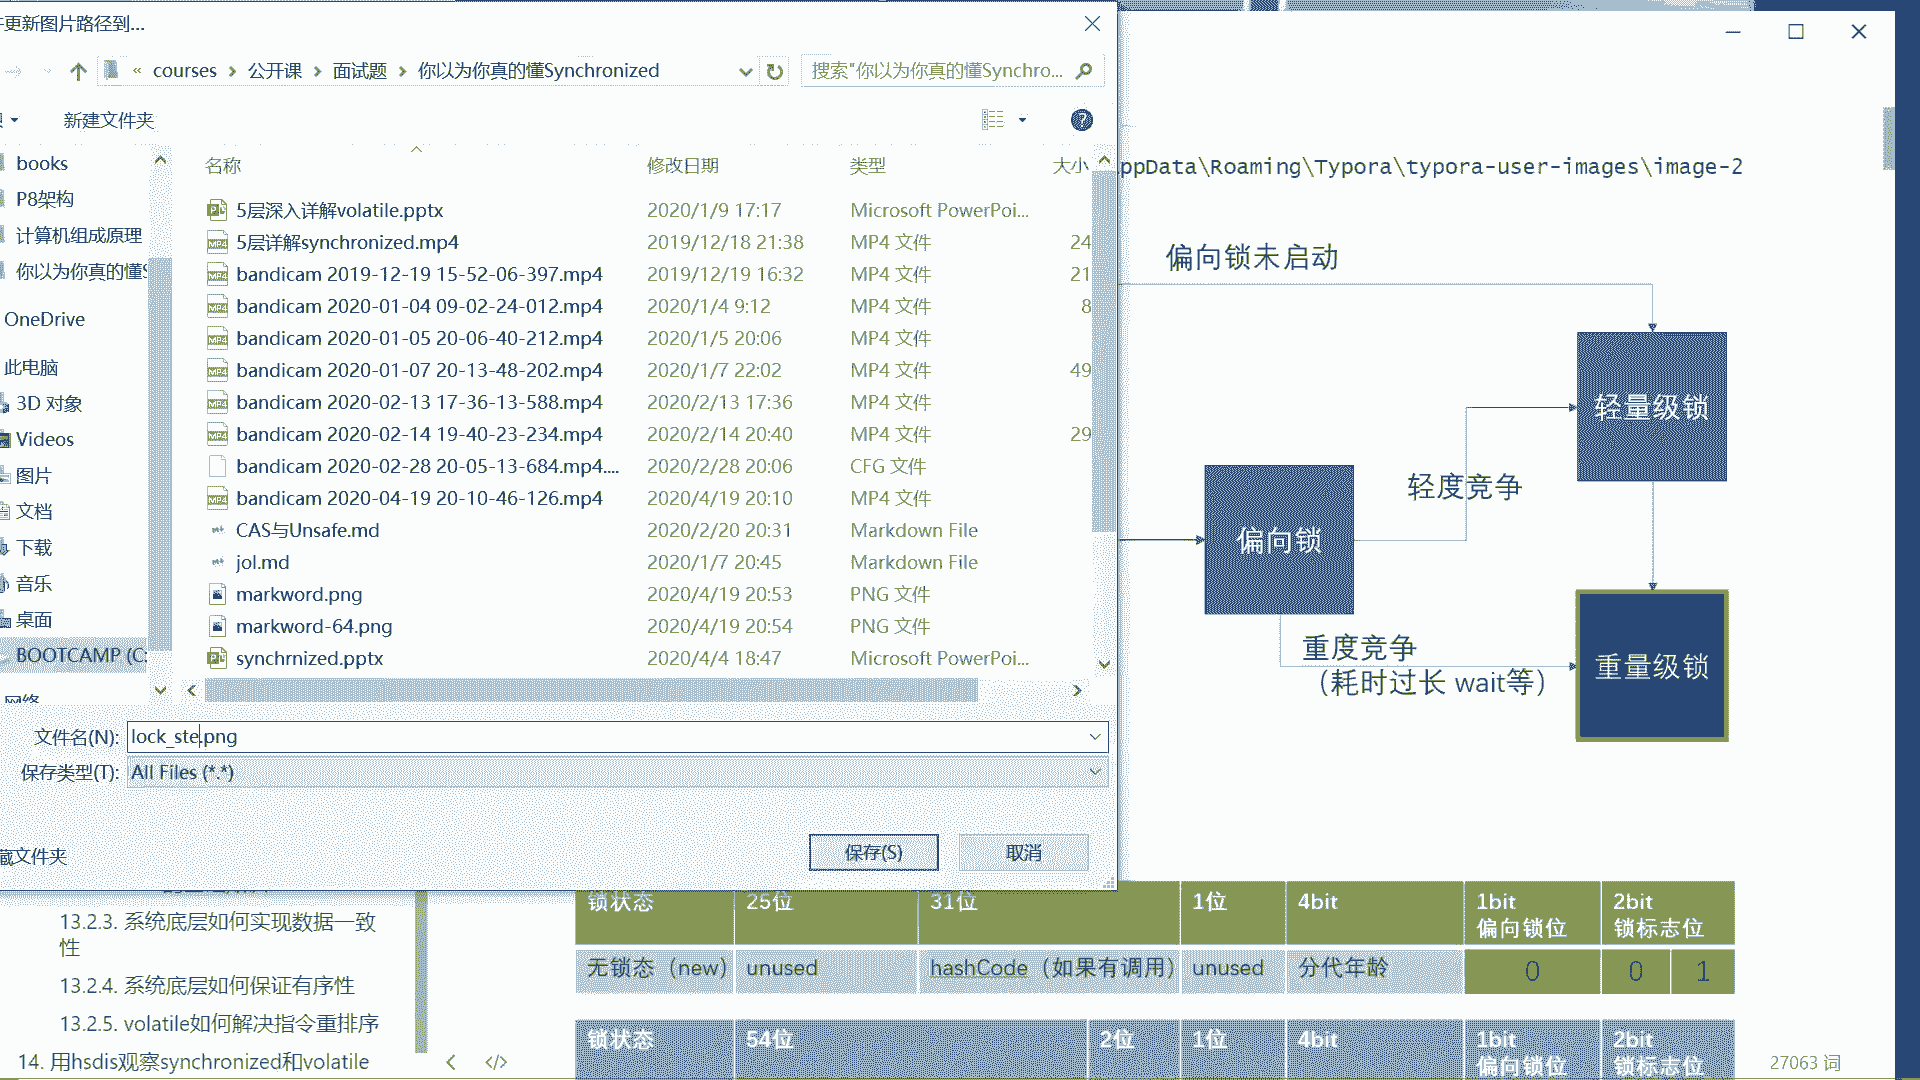 更新图片路径到...
« courses › 公开课 › 面试题 › 你以为你真的懂Synchronized
搜索"你以为你真的懂Synchro...
新建文件夹
books
P8架构
计算机组成原理
你以为你真的懂S
OneDrive
此电脑
3D 对象
Videos
图片
文档
下载
音乐
桌面
BOOTCAMP (C:
网络
名称 修改日期 类型 大小
5层深入详解volatile.pptx 2020/1/9 17:17 Microsoft PowerPoi...
5层详解synchronized.mp4 2019/12/18 21:38 MP4 文件 24
bandicam 2019-12-19 15-52-06-397.mp4 2019/12/19 16:32 MP4 文件 21
bandicam 2020-01-04 09-02-24-012.mp4 2020/1/4 9:12 MP4 文件 8
bandicam 2020-01-05 20-06-40-212.mp4 2020/1/5 20:06 MP4 文件
bandicam 2020-01-07 20-13-48-202.mp4 2020/1/7 22:02 MP4 文件 49
bandicam 2020-02-13 17-36-13-588.mp4 2020/2/13 17:36 MP4 文件
bandicam 2020-02-14 19-40-23-234.mp4 2020/2/14 20:40 MP4 文件 29
bandicam 2020-02-28 20-05-13-684.mp4.... 2020/2/28 20:06 CFG 文件
bandicam 2020-04-19 20-10-46-126.mp4 2020/4/19 20:10 MP4 文件
CAS与Unsafe.md 2020/2/20 20:31 Markdown File
jol.md 2020/1/7 20:45 Markdown File
markword.png 2020/4/19 20:53 PNG 文件
markword-64.png 2020/4/19 20:54 PNG 文件
synchrnized.pptx 2020/4/4 18:47 Microsoft PowerPoi...
文件名(N): lock_ste.png
保存类型(T): All Files (*.*)
藏文件夹
保存(S) 取消
ppData\Roaming\Typora\typora-user-images\image-2
偏向锁未启动
轻量级锁
轻度竞争
偏向锁
重度竞争
（耗时过长 wait等）
重量级锁
锁状态 25位 31位 1位 4bit 1bit 偏向锁位 2bit 锁标志位
无锁态（new） unused hashCode（如果有调用） unused 分代年龄 0 0 1
锁状态 54位 2位 1位 4bit 1bit 偏向锁位 2bit 锁标志位
13.2.3. 系统底层如何实现数据一致
性
13.2.4. 系统底层如何保证有序性
13.2.5. volatile如何解决指令重排序
14. 用hsdis观察synchronized和volatile
27063 词